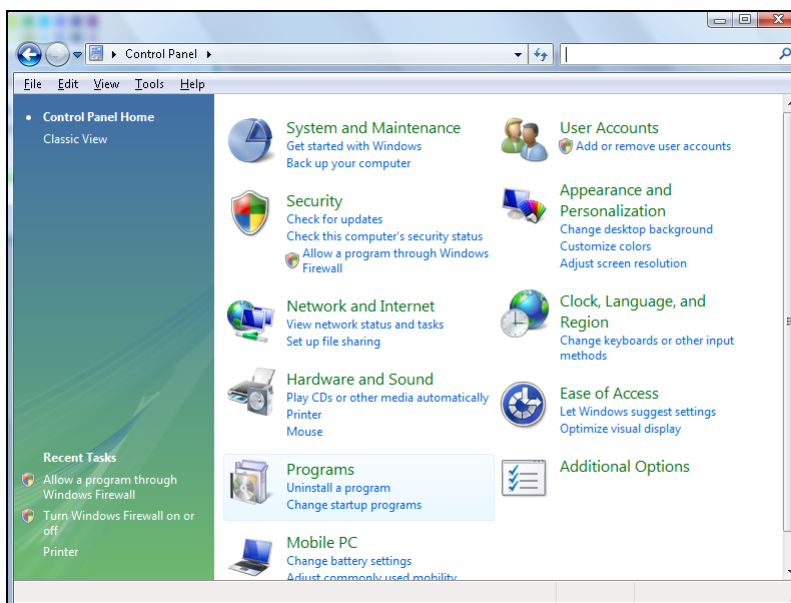 Control Panel
File Edit View Tools Help
Control Panel Home
Classic View
Recent Tasks
Allow a program through
Windows Firewall
Turn Windows Firewall on or
off
Printer
System and Maintenance
Get started with Windows
Back up your computer
Security
Check for updates
Check this computer's security status
Allow a program through Windows
Firewall
Network and Internet
View network status and tasks
Set up file sharing
Hardware and Sound
Play CDs or other media automatically
Printer
Mouse
Programs
Uninstall a program
Change startup programs
Mobile PC
Change battery settings
Adjust commonly used mobility
User Accounts
Add or remove user accounts
Appearance and
Personalization
Change desktop background
Customize colors
Adjust screen resolution
Clock, Language, and
Region
Change keyboards or other input
methods
Ease of Access
Let Windows suggest settings
Optimize visual display
Additional Options